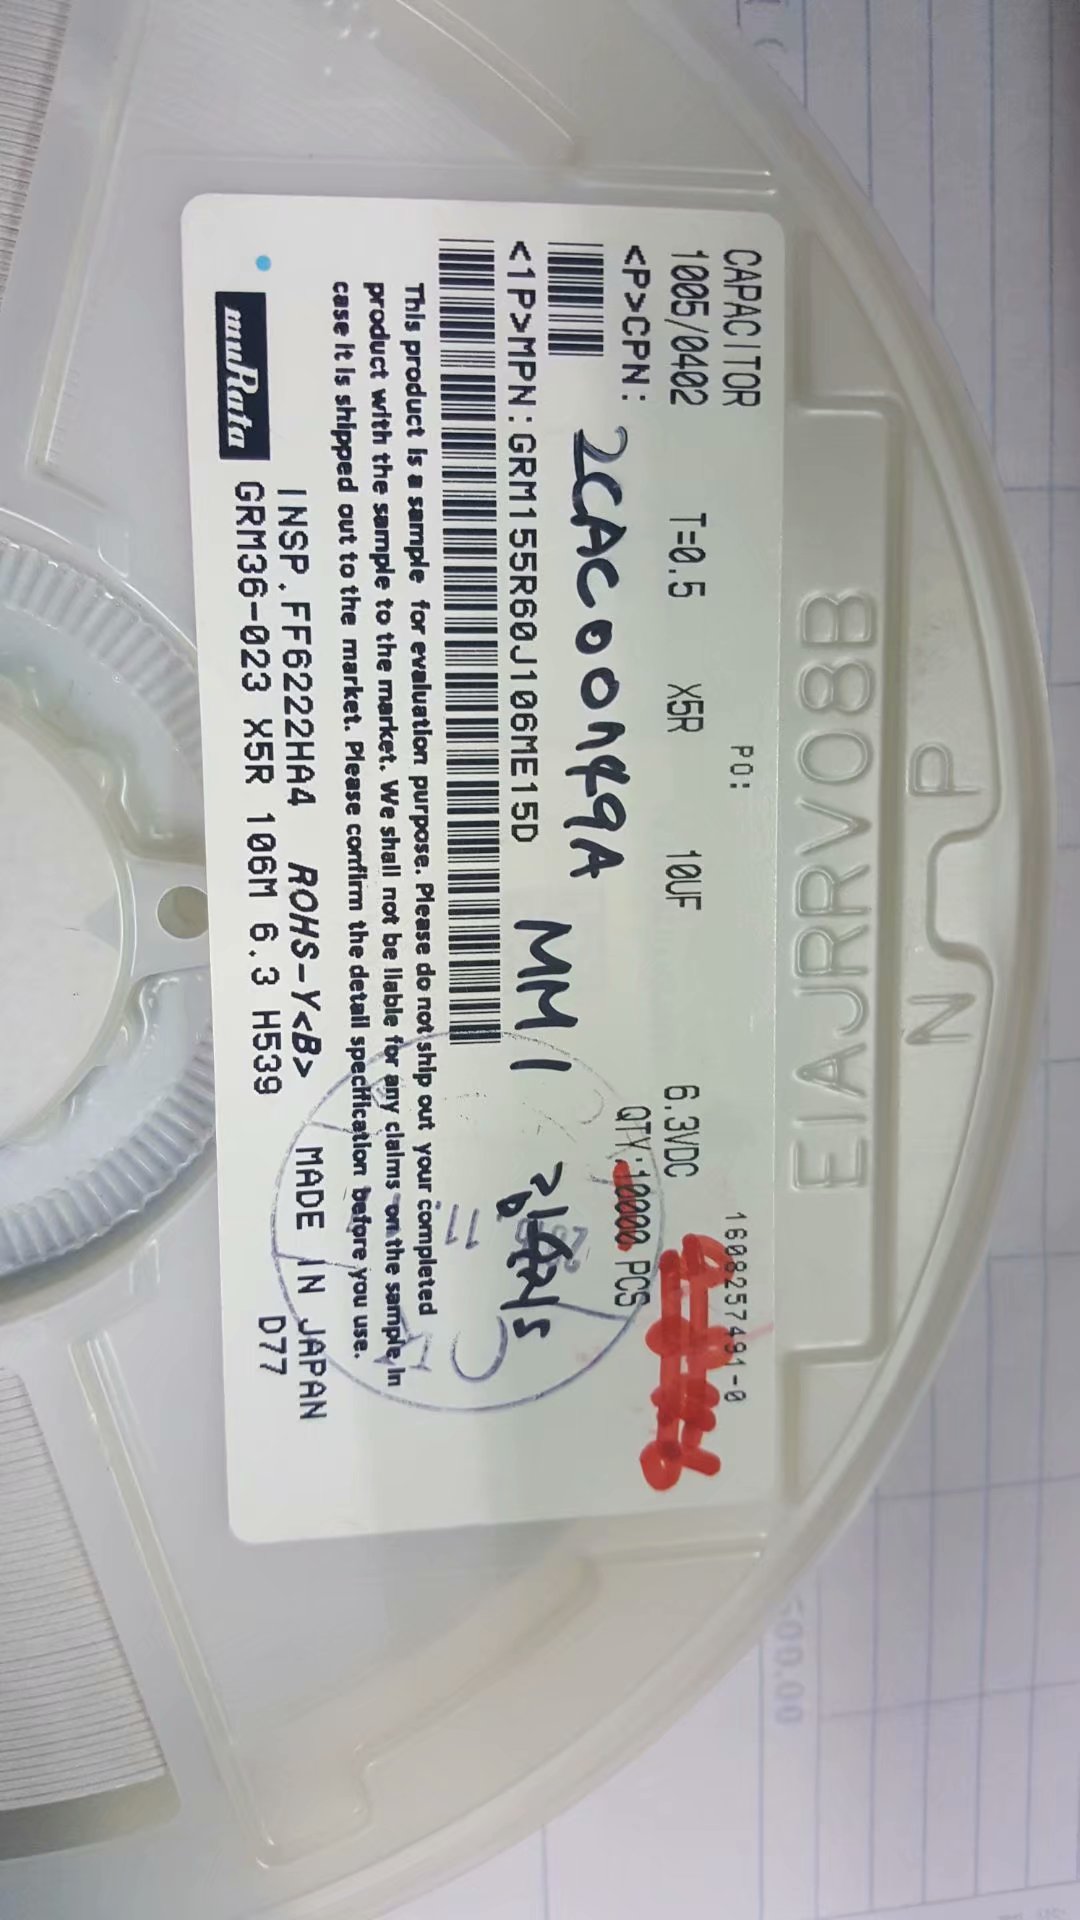 CAPACITOR PO: 1608257491-0
1005/0402 T=0.5 X5R 10UF 6.3VDC
<P>CPN: QTY:10000 PCS
<1P>MPN:GRM155R60J106ME15D MM1
This product is a sample for evaluation purpose. Please do not ship out your completed
product with the sample to the market. We shall not be liable for any claims on the sample, in
case it is shipped out to the market. Please confirm the detail specification before you use.
INSP.FF6222HA4 ROHS-Y<B> MADE IN JAPAN
muRata GRM36-023 X5R 106M 6.3 H539 D77
EIAJRRV08B
P N